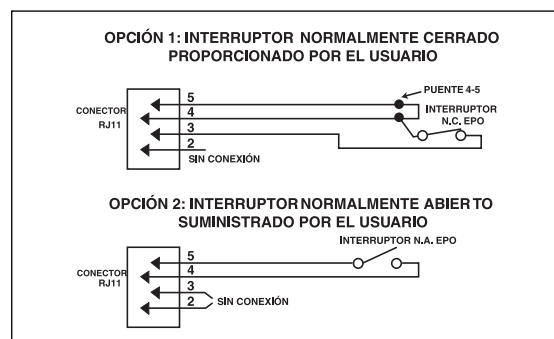 OPCIÓN 1: INTERRUPTOR NORMALMENTE CERRADO
PROPORCIONADO POR EL USUARIO
CONECTOR
RJ11
5
4
3
2
SIN CONEXIÓN
PUENTE 4-5
INTERRUPTOR
N.C. EPO
OPCIÓN 2: INTERRUPTOR NORMALMENTE ABIERTO
SUMINISTRADO POR EL USUARIO
CONECTOR
RJ11
5
4
3
2
SIN CONEXIÓN
INTERRUPTOR N.A. EPO